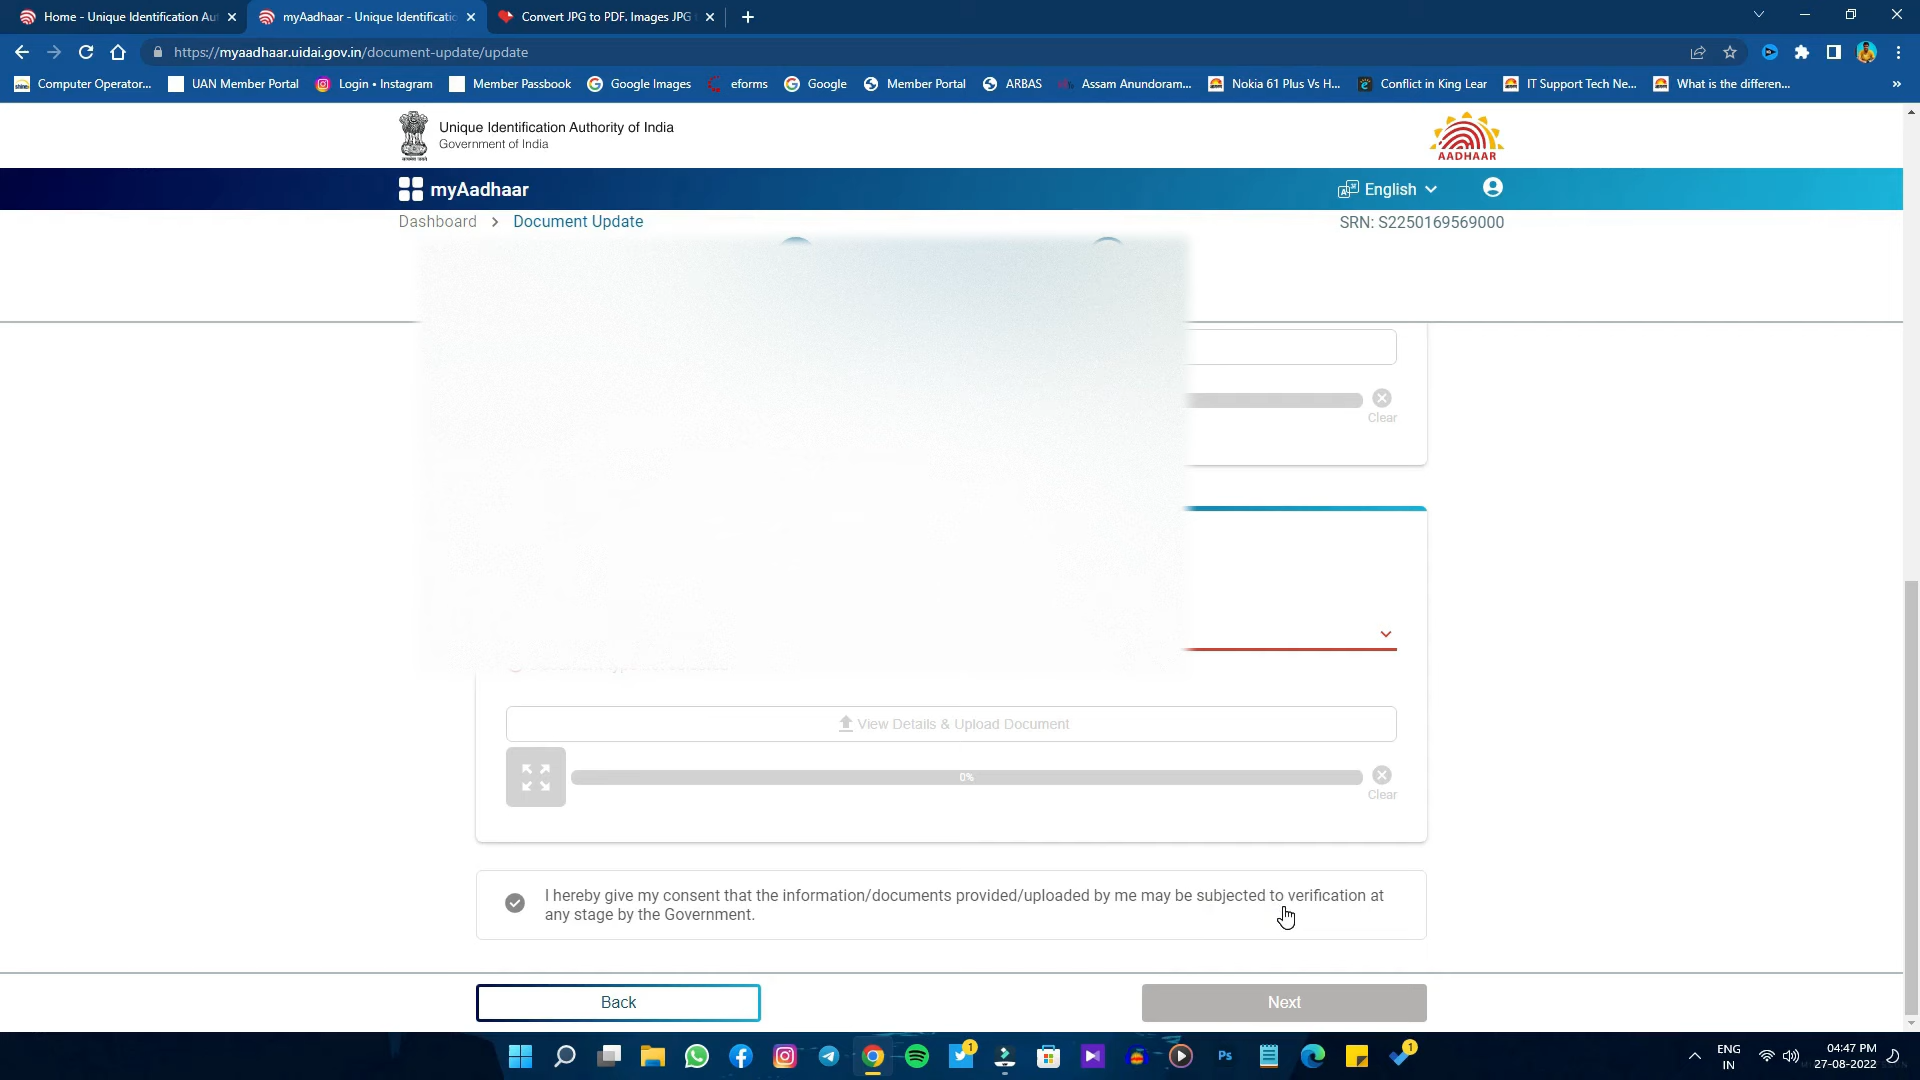 Home - Unique Identification Au
myAadhaar - Unique Identificatio
Convert JPG to PDF. Images JPG
https://myaadhaar.uidai.gov.in/document-update/update
Computer Operator...
UAN Member Portal
Login • Instagram
Member Passbook
Google Images
eforms
Google
Member Portal
ARBAS
Assam Anundoram...
Nokia 61 Plus Vs H...
Conflict in King Lear
IT Support Tech Ne...
What is the differen...
»
Unique Identification Authority of India
Government of India
AADHAAR
myAadhaar
English
Dashboard > Document Update
SRN: S2250169569000
Clear
View Details & Upload Document
0%
Clear
I hereby give my consent that the information/documents provided/uploaded by me may be subjected to verification at
any stage by the Government.
Back
Next
1
Ps
1
ENG
IN
04:47 PM
27-08-2022